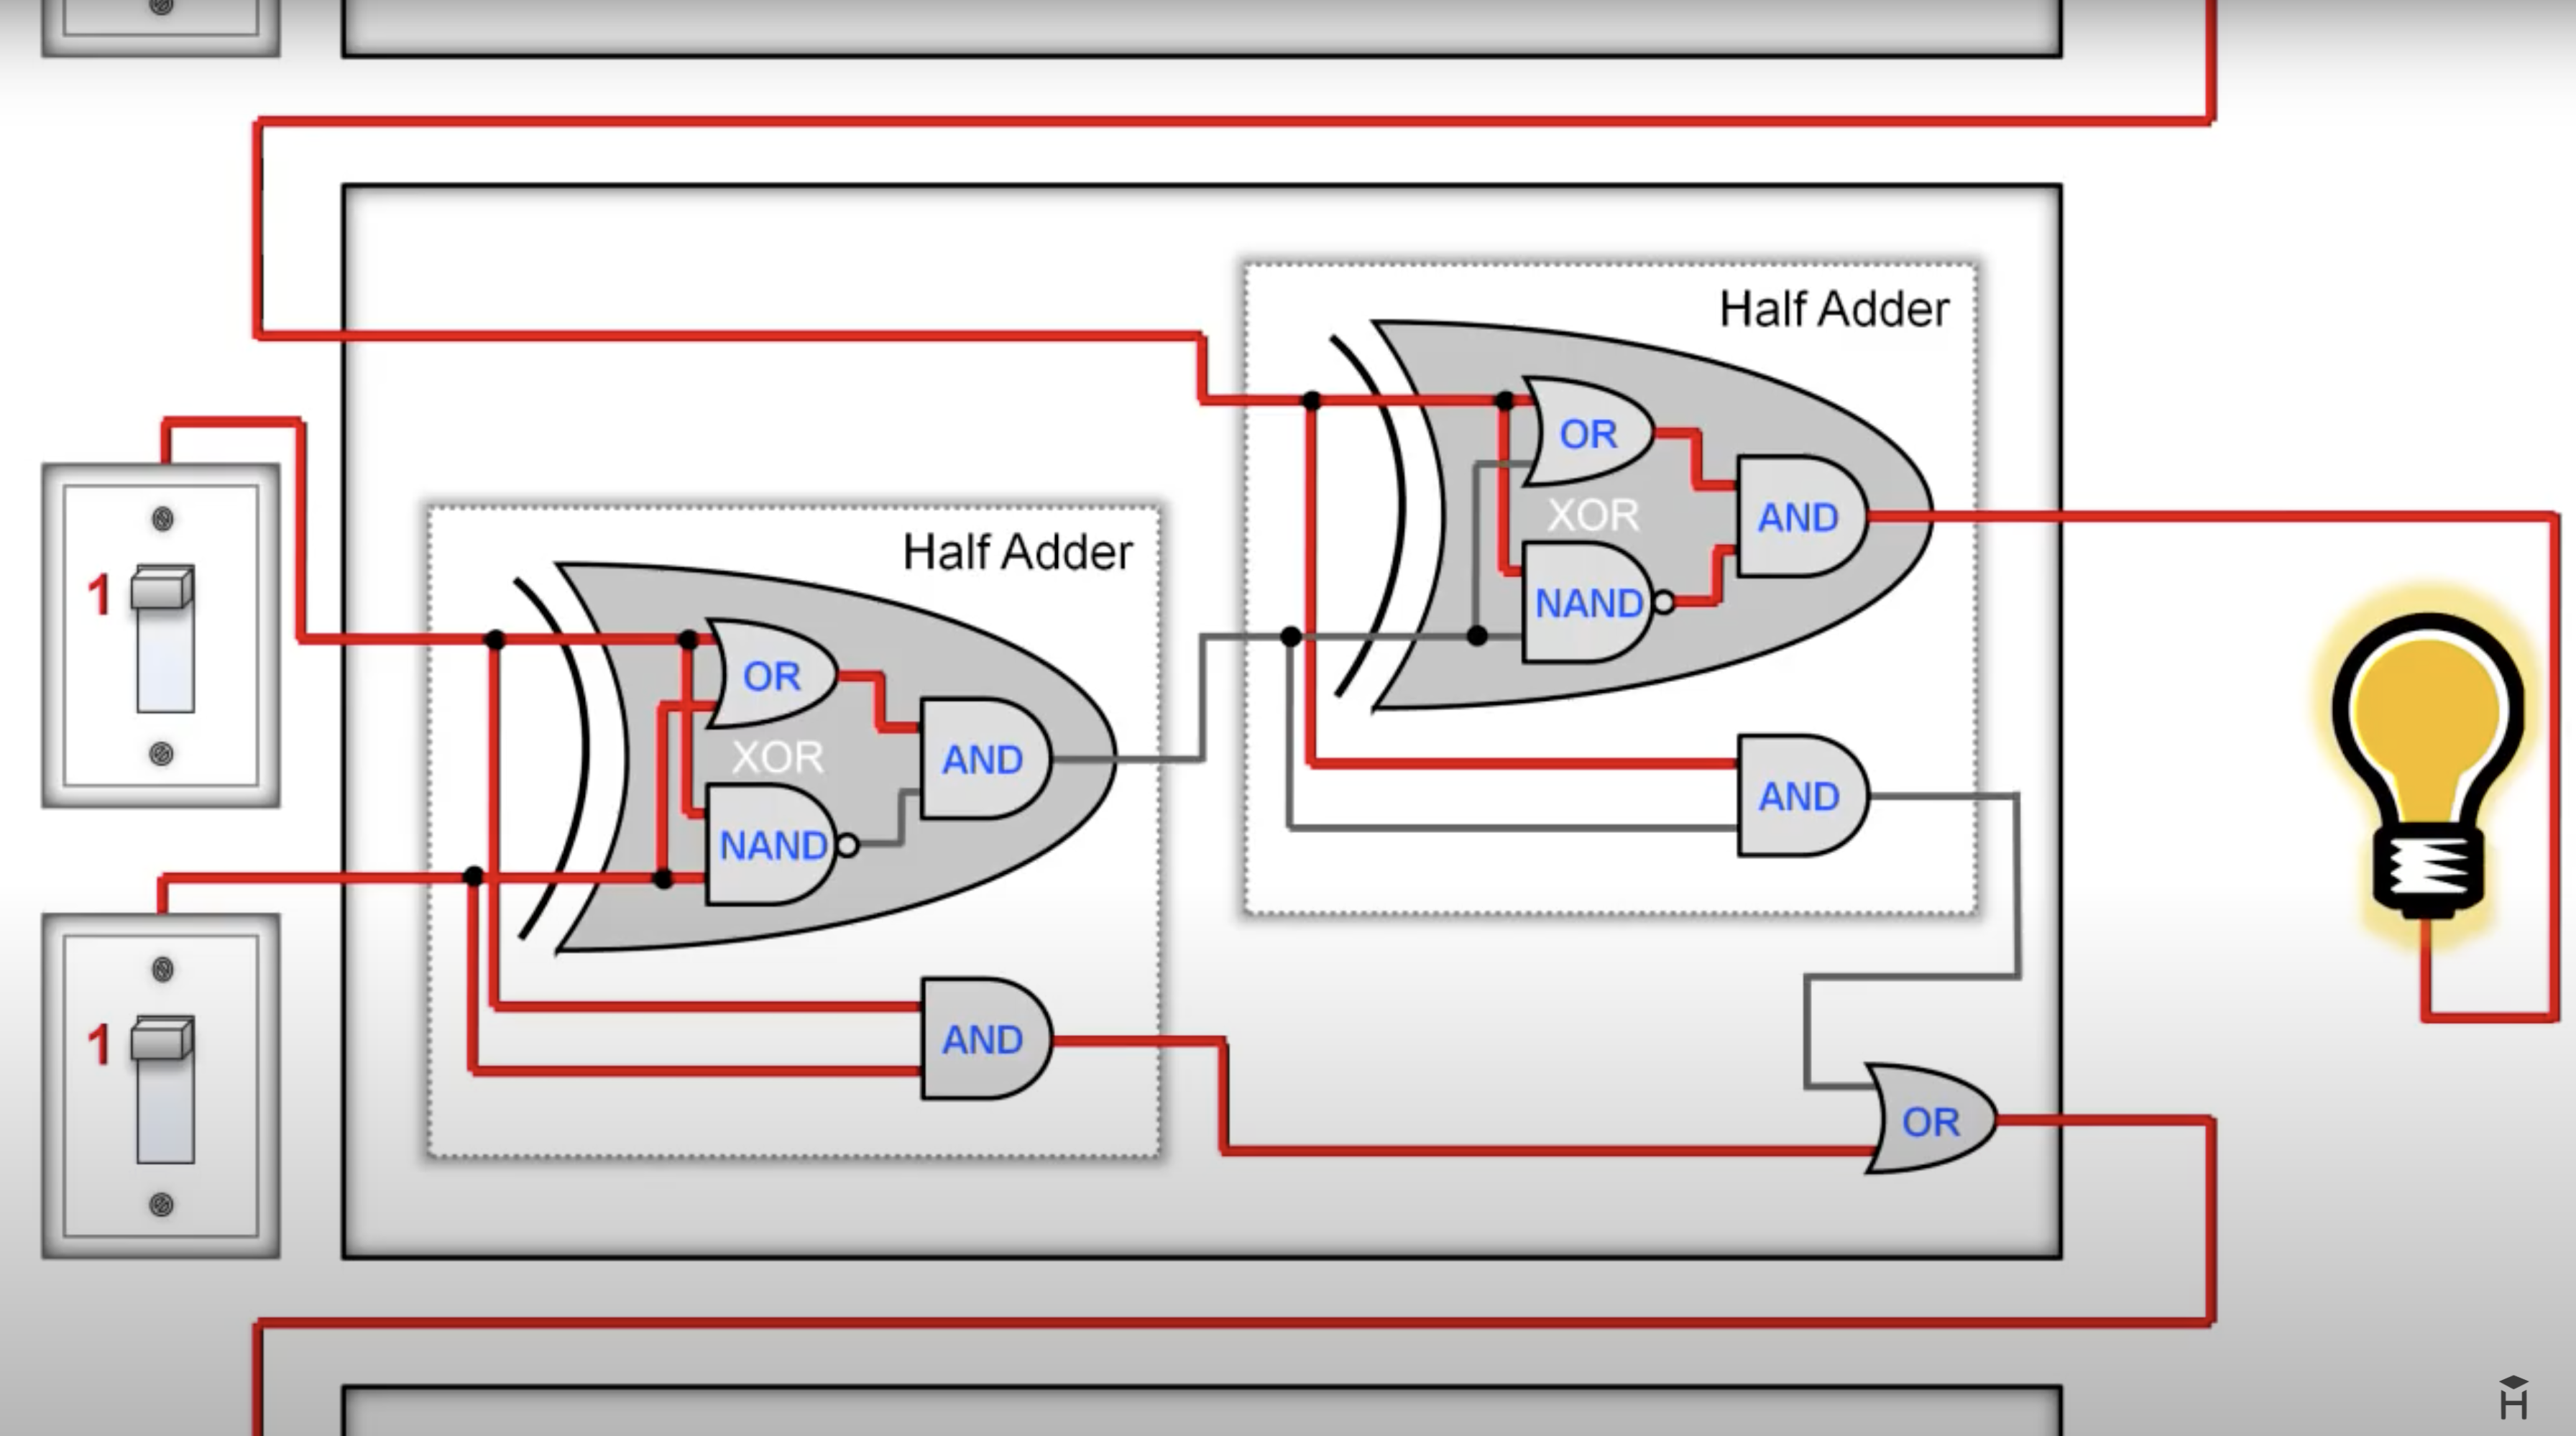 Half Adder
OR
XOR
AND
NAND
AND
Half Adder
1
OR
XOR
AND
NAND
1
AND
OR
H